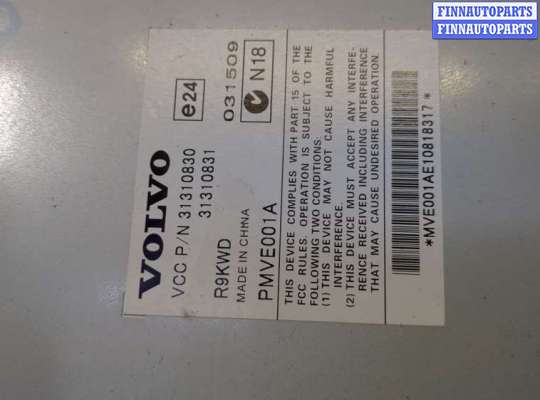 FINNAUTOPARTS
FINNAUTOPARTS
VOLVO
VCC P/N 31310830
31310831
R9KWD
MADE IN CHINA
PMVE001A
e24
031509
N18
THIS DEVICE COMPLIES WITH PART 15 OF THE
FCC RULES. OPERATION IS SUBJECT TO THE
FOLLOWING TWO CONDITIONS:
(1) THIS DEVICE MAY NOT CAUSE HARMFUL
INTERFERENCE.
(2) THIS DEVICE MUST ACCEPT ANY INTERFE-
RENCE RECEIVED INCLUDING INTERFERENCE
THAT MAY CAUSE UNDESIRED OPERATION.
*MVE001AE10818317*